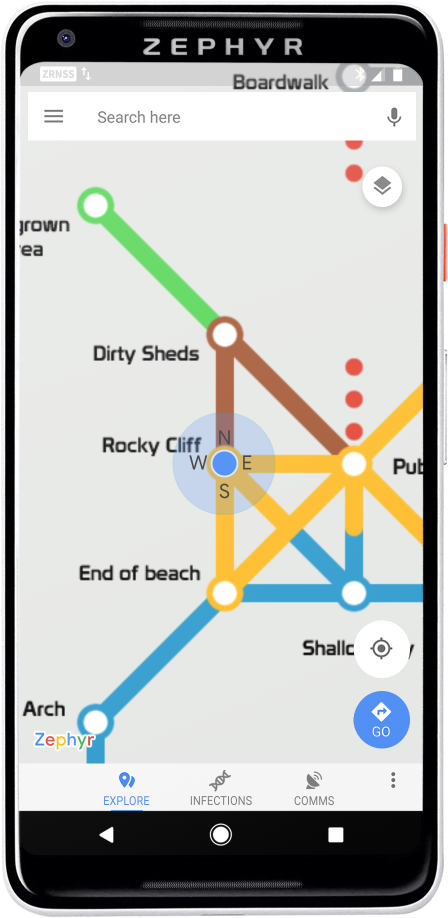 ZEPHYR
ZRNSS
Boardwalk
Search here
grown
ea
Dirty Sheds
Rocky Cliff
N
W E
S
Pub
End of beach
Shallo y
Arch
Zephyr
GO
EXPLORE INFECTIONS COMMS